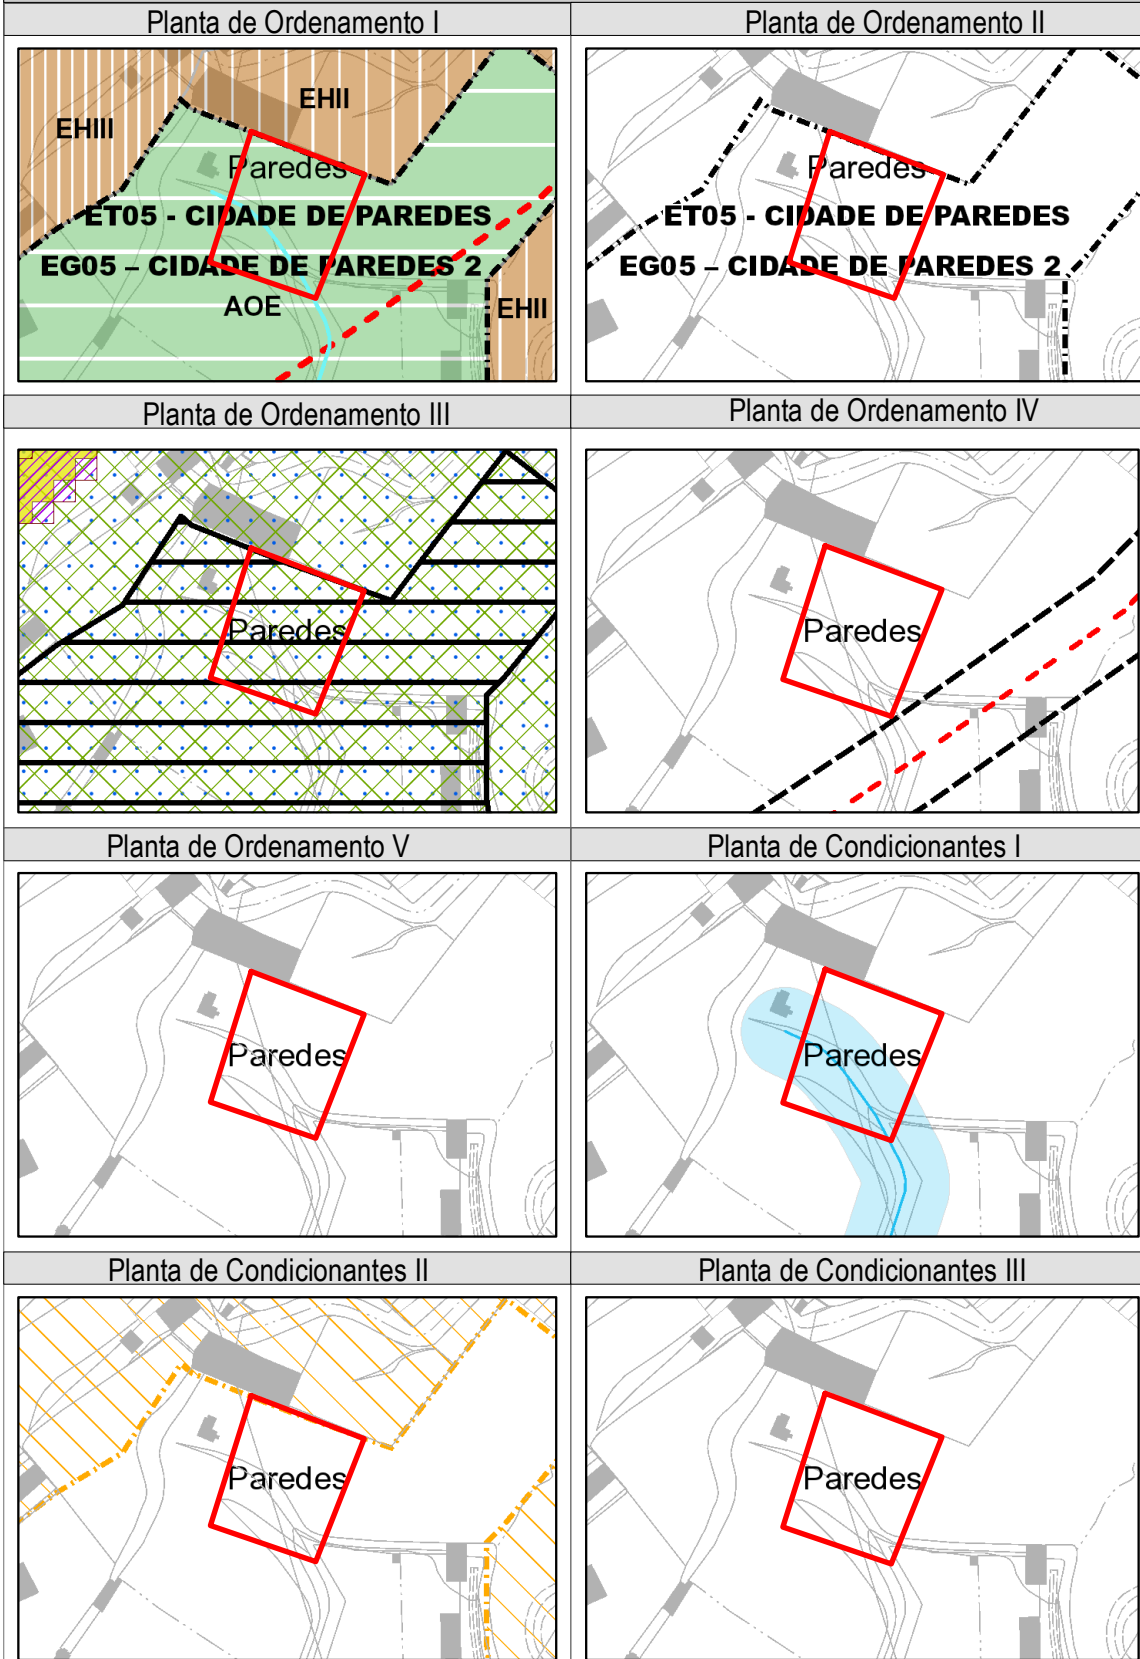 Planta de Ordenamento I
Planta de Ordenamento II
EHII
EHIII
Paredes
ET05 - CIDADE DE PAREDES
EG05 – CIDADE DE PAREDES 2
AOE
EHII
Paredes
ET05 - CIDADE DE PAREDES
EG05 – CIDADE DE PAREDES 2
Planta de Ordenamento III
Planta de Ordenamento IV
Paredes
Paredes
Planta de Ordenamento V
Planta de Condicionantes I
Paredes
Paredes
Planta de Condicionantes II
Planta de Condicionantes III
Paredes
Paredes